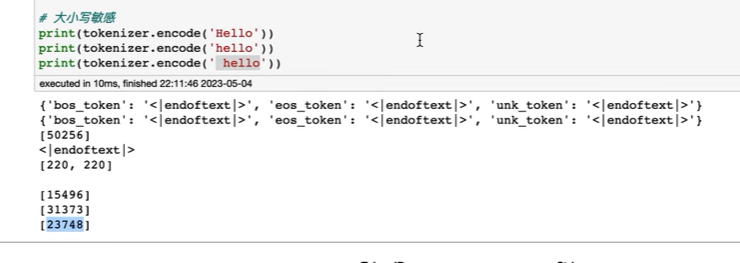 # 大小写敏感
print(tokenizer.encode('Hello'))
print(tokenizer.encode('hello'))
print(tokenizer.encode(' hello'))
executed in 10ms, finished 22:11:46 2023-05-04
{'bos_token': '<|endoftext|>', 'eos_token': '<|endoftext|>', 'unk_token': '<|endoftext|>'}
{'bos_token': '<|endoftext|>', 'eos_token': '<|endoftext|>', 'unk_token': '<|endoftext|>'}
[50256]
<|endoftext|>
[220, 220]
[15496]
[31373]
[23748]